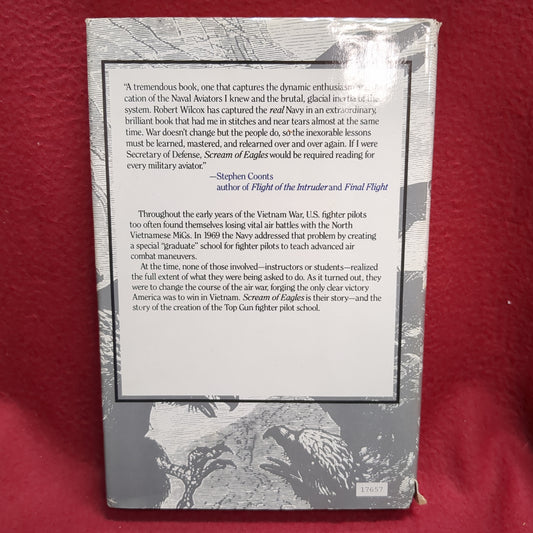 "A tremendous book, one that captures the dynamic enthusiasm
cation of the Naval Aviators I knew and the brutal, glacial inertia of the
system. Robert Wilcox has captured the real Navy in an extraordinary,
brilliant book that had me in stitches and near tears almost at the same
time. War doesn't change but the people do, so the inexorable lessons
must be learned, mastered, and relearned over and over again. If I were
Secretary of Defense, Scream of Eagles would be required reading for
every military aviator."
—Stephen Coonts
author of Flight of the Intruder and Final Flight
Throughout the early years of the Vietnam War, U.S. fighter pilots
too often found themselves losing vital air battles with the North
Vietnamese MiGs. In 1969 the Navy addressed that problem by creating
a special "graduate" school for fighter pilots to teach advanced air
combat maneuvers.
At the time, none of those involved—instructors or students—realized
the full extent of what they were being asked to do. As it turned out, they
were to change the course of the air war, forging the only clear victory
America was to win in Vietnam. Scream of Eagles is their story—and the
story of the creation of the Top Gun fighter pilot school.
17657